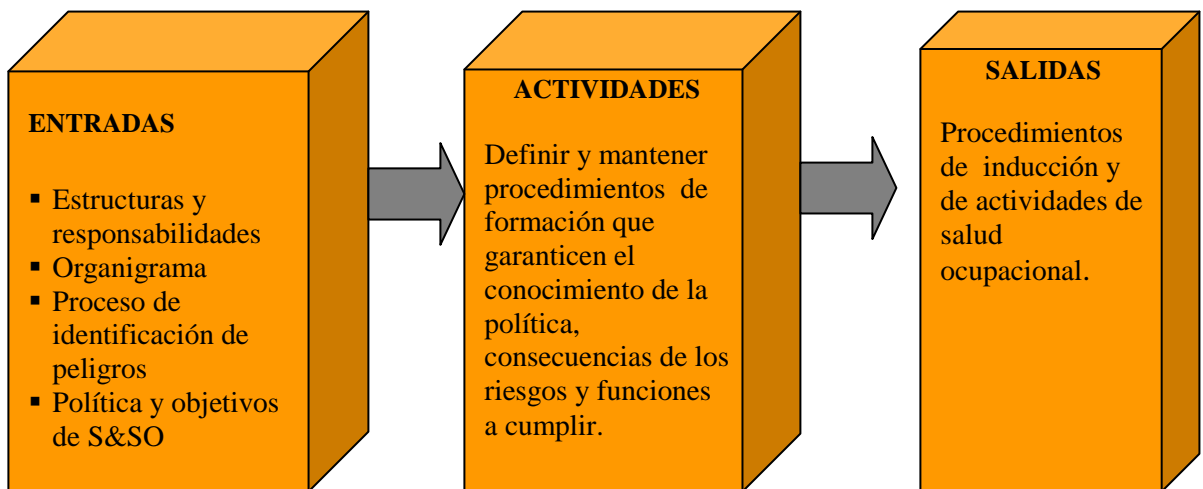 ENTRADAS
▪ Estructuras y
responsabilidades
▪ Organigrama
▪ Proceso de
identificación de
peligros
▪ Política y objetivos
de S&SO
ACTIVIDADES
Definir y mantener
procedimientos de
formación que
garanticen el
conocimiento de la
política,
consecuencias de los
riesgos y funciones
a cumplir.
SALIDAS
Procedimientos
de inducción y
de actividades de
salud
ocupacional.